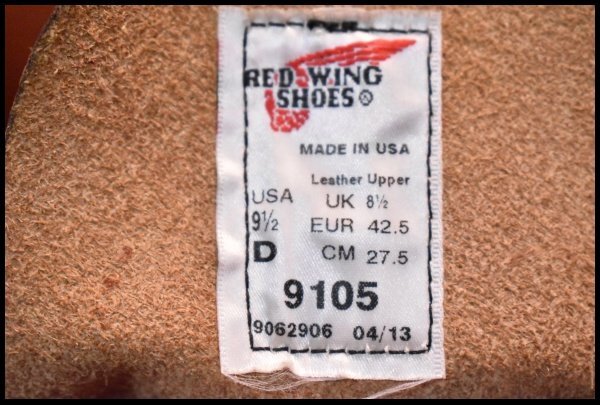 RED WING
SHOES®
MADE IN USA
Leather Upper
USA UK 8½
9½ EUR 42.5
D CM 27.5
9105
9062906 04/13